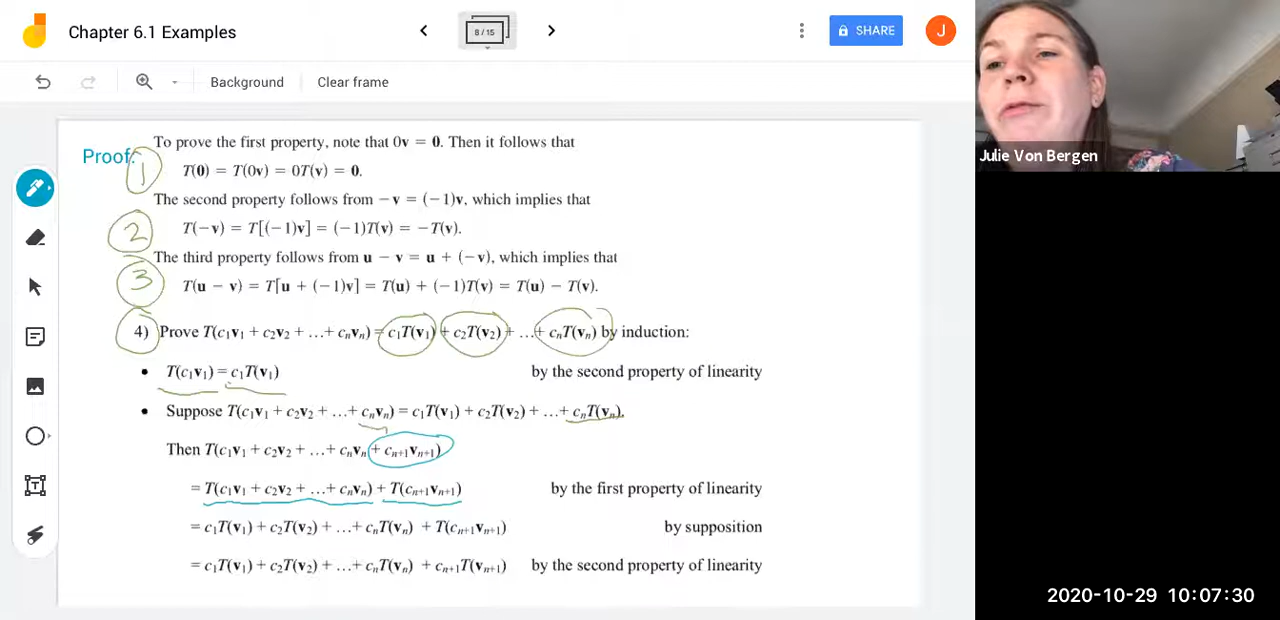 Chapter 6.1 Examples
8 / 15
SHARE
J
Background
Clear frame
Proof:
To prove the first property, note that 0v = 0. Then it follows that
1
T(0) = T(0v) = 0T(v) = 0.
The second property follows from −v = (−1)v, which implies that
2
T(−v) = T[(−1)v] = (−1)T(v) = −T(v).
The third property follows from u − v = u + (−v), which implies that
3
T(u − v) = T[u + (−1)v] = T(u) + (−1)T(v) = T(u) − T(v).
4) Prove T(c₁v₁ + c₂v₂ + …+ cₙvₙ) = c₁T(v₁) + c₂T(v₂) + …+ cₙT(vₙ) by induction:
• T(c₁v₁) = c₁T(v₁) by the second property of linearity
• Suppose T(c₁v₁ + c₂v₂ + …+ cₙvₙ) = c₁T(v₁) + c₂T(v₂) + …+ cₙT(vₙ).
Then T(c₁v₁ + c₂v₂ + …+ cₙvₙ + cₙ₊₁vₙ₊₁)
= T(c₁v₁ + c₂v₂ + …+ cₙvₙ) + T(cₙ₊₁vₙ₊₁) by the first property of linearity
= c₁T(v₁) + c₂T(v₂) + …+ cₙT(vₙ) + T(cₙ₊₁vₙ₊₁) by supposition
= c₁T(v₁) + c₂T(v₂) + …+ cₙT(vₙ) + cₙ₊₁T(vₙ₊₁) by the second property of linearity
Julie Von Bergen
2020-10-29 10:07:30